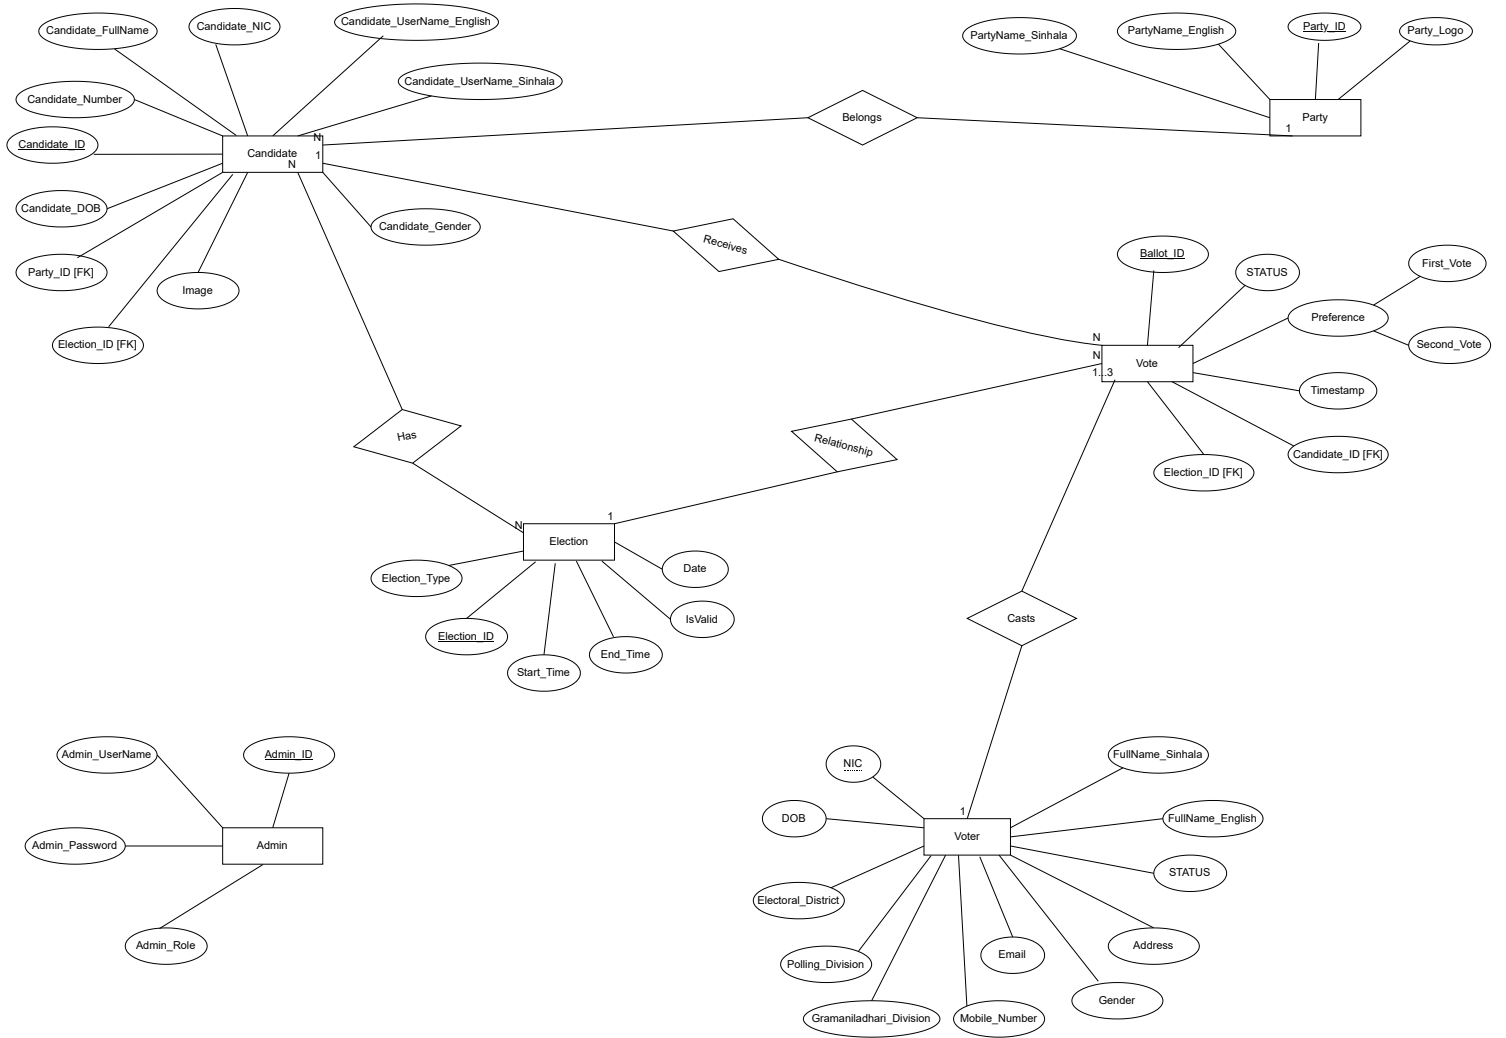 Candidate_FullName
Candidate_NIC
Candidate_UserName_English
Candidate_UserName_Sinhala
Candidate_Number
Candidate_ID
Candidate_DOB
Party_ID [FK]
Election_ID [FK]
Image
Candidate_Gender
Candidate
N
1
N
Belongs
PartyName_Sinhala
PartyName_English
Party_ID
Party_Logo
Party
1
Receives
Ballot_ID
STATUS
First_Vote
Preference
Second_Vote
Timestamp
Candidate_ID [FK]
Election_ID [FK]
Vote
N
N
1...3
Has
Relationship
N
1
Election
Election_Type
Election_ID
Start_Time
End_Time
IsValid
Date
Casts
Admin_UserName
Admin_ID
Admin_Password
Admin
Admin_Role
1
NIC
DOB
Voter
FullName_Sinhala
FullName_English
STATUS
Electoral_District
Address
Polling_Division
Email
Gender
Gramaniladhari_Division
Mobile_Number